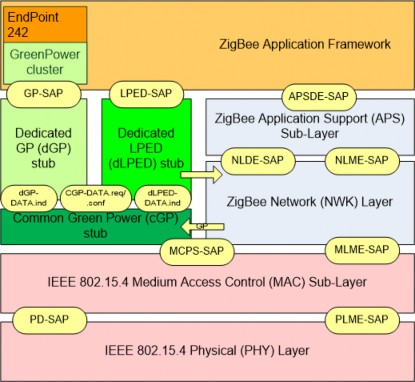 EndPoint
242
ZigBee Application Framework
GreenPower
cluster
GP-SAP
LPED-SAP
APSDE-SAP
Dedicated
GP (dGP)
stub
Dedicated
LPED
(dLPED) stub
ZigBee Application Support (APS)
Sub-Layer
NLDE-SAP
NLME-SAP
dGP-
DATA.ind
CGP-DATA.req/
.conf
dLPED-
DATA.ind
ZigBee Network (NWK) Layer
Common Green Power (cGP)
stub
GP
MCPS-SAP
MLME-SAP
IEEE 802.15.4 Medium Access Control (MAC) Sub-Layer
PD-SAP
PLME-SAP
IEEE 802.15.4 Physical (PHY) Layer